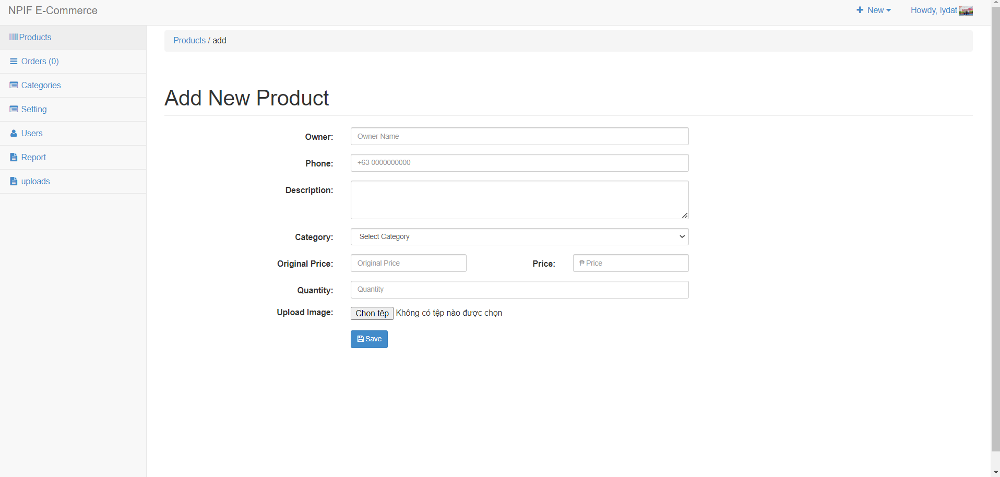 NPIF E-Commerce
New
Howdy, lydat
Products
Orders (0)
Categories
Setting
Users
Report
uploads
Products / add
Add New Product
Owner:
Owner Name
Phone:
+63 0000000000
Description:
Category:
Select Category
Original Price:
Original Price
Price:
₱ Price
Quantity:
Quantity
Upload Image:
Chọn tệp Không có tệp nào được chọn
Save